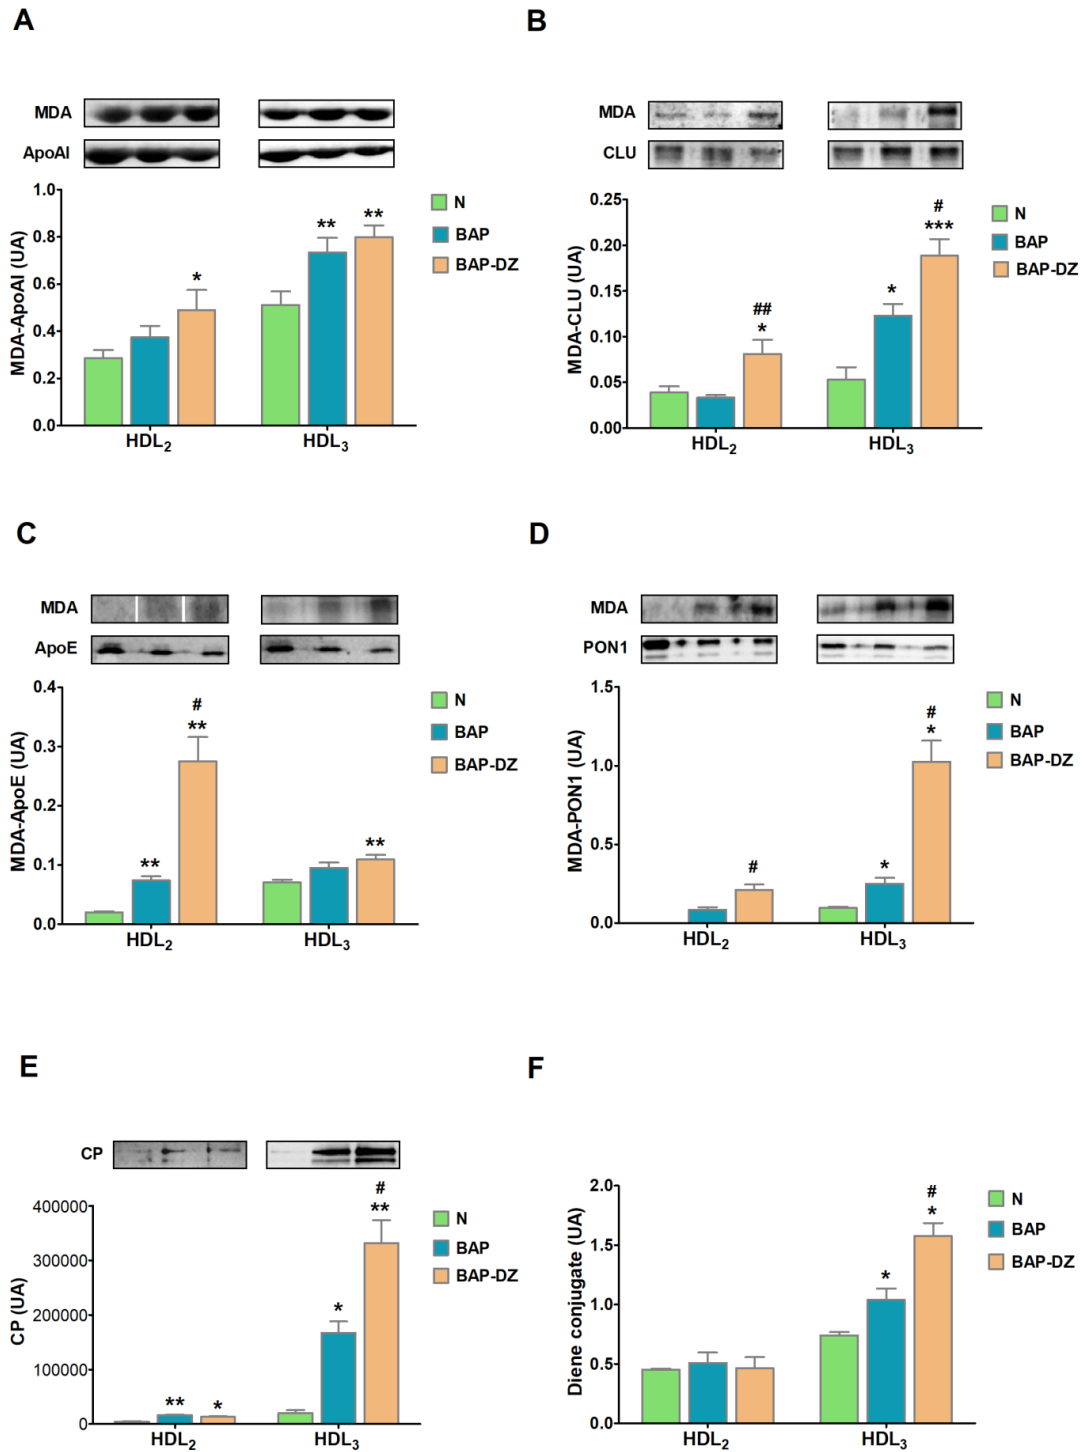 A
MDA
ApoAI
MDA-ApoAI (UA)
1.0
0.8
0.6
0.4
0.2
0.0
*
**
**
HDL2
HDL3
N
BAP
BAP-DZ
B
MDA
CLU
MDA-CLU (UA)
0.25
0.20
0.15
0.10
0.05
0.00
##
*
*
#
***
HDL2
HDL3
N
BAP
BAP-DZ
C
MDA
ApoE
MDA-ApoE (UA)
0.4
0.3
0.2
0.1
0.0
**
#
**
**
HDL2
HDL3
N
BAP
BAP-DZ
D
MDA
PON1
MDA-PON1 (UA)
1.5
1.0
0.5
0.0
#
*
#
*
HDL2
HDL3
N
BAP
BAP-DZ
E
CP
CP (UA)
400000
300000
200000
100000
0
**
*
*
#
**
HDL2
HDL3
N
BAP
BAP-DZ
F
Diene conjugate (UA)
2.0
1.5
1.0
0.5
0.0
*
#
*
HDL2
HDL3
N
BAP
BAP-DZ